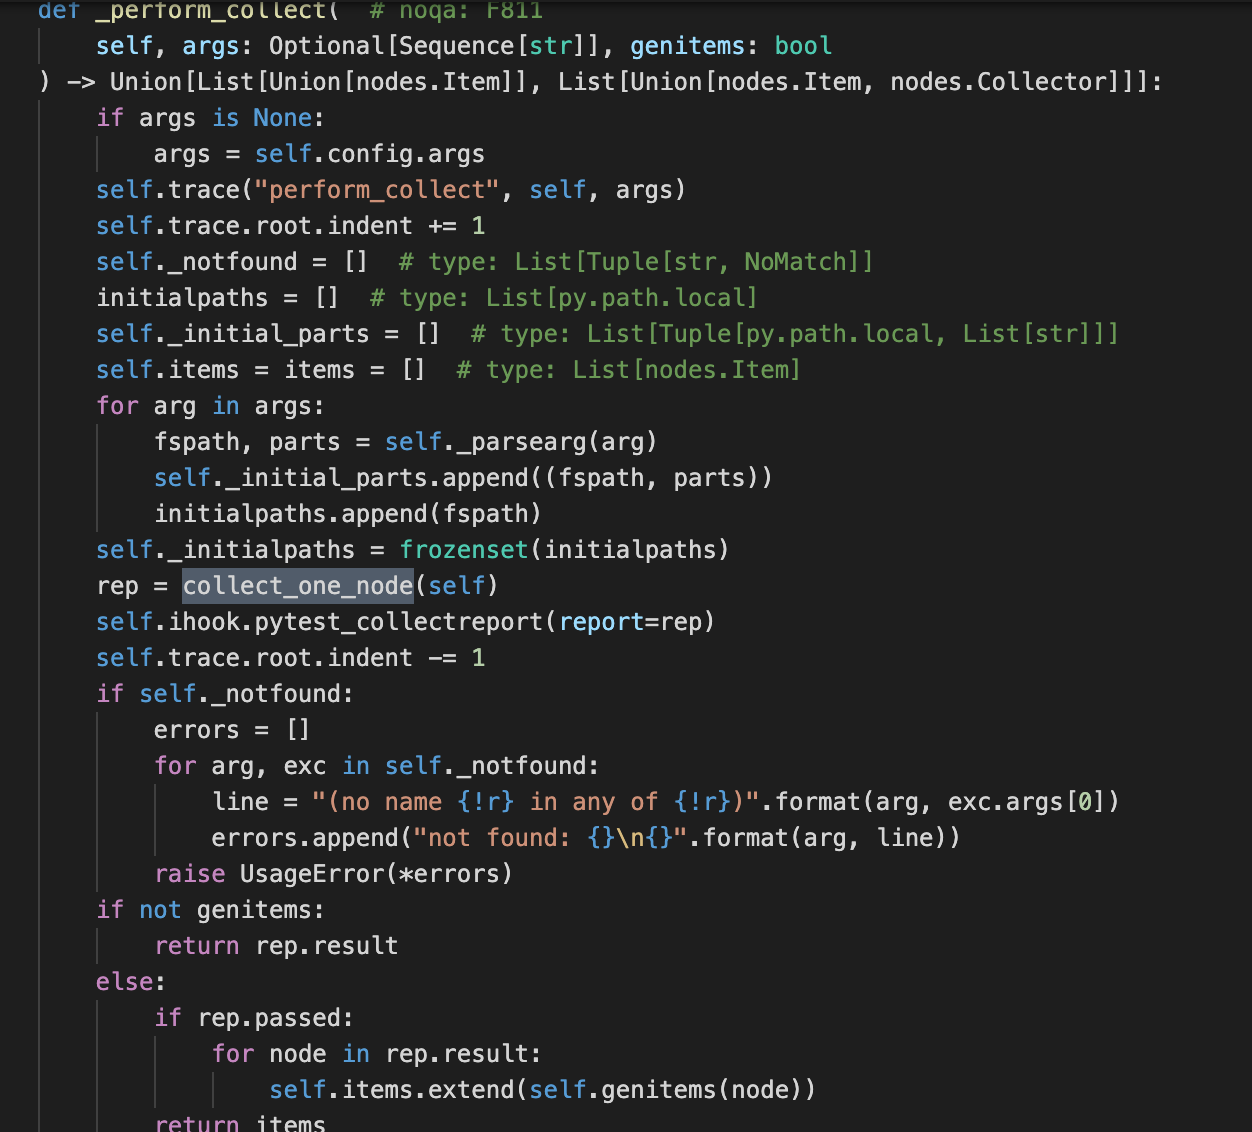 def _perform_collect(  # noqa: F811
    self, args: Optional[Sequence[str]], genitems: bool
) -> Union[List[Union[nodes.Item]], List[Union[nodes.Item, nodes.Collector]]]:
    if args is None:
        args = self.config.args
    self.trace("perform_collect", self, args)
    self.trace.root.indent += 1
    self._notfound = []  # type: List[Tuple[str, NoMatch]]
    initialpaths = []  # type: List[py.path.local]
    self._initial_parts = []  # type: List[Tuple[py.path.local, List[str]]]
    self.items = items = []  # type: List[nodes.Item]
    for arg in args:
        fspath, parts = self._parsearg(arg)
        self._initial_parts.append((fspath, parts))
        initialpaths.append(fspath)
    self._initialpaths = frozenset(initialpaths)
    rep = collect_one_node(self)
    self.ihook.pytest_collectreport(report=rep)
    self.trace.root.indent -= 1
    if self._notfound:
        errors = []
        for arg, exc in self._notfound:
            line = "(no name {!r} in any of {!r})".format(arg, exc.args[0])
            errors.append("not found: {}\n{}".format(arg, line))
        raise UsageError(*errors)
    if not genitems:
        return rep.result
    else:
        if rep.passed:
            for node in rep.result:
                self.items.extend(self.genitems(node))
        return items